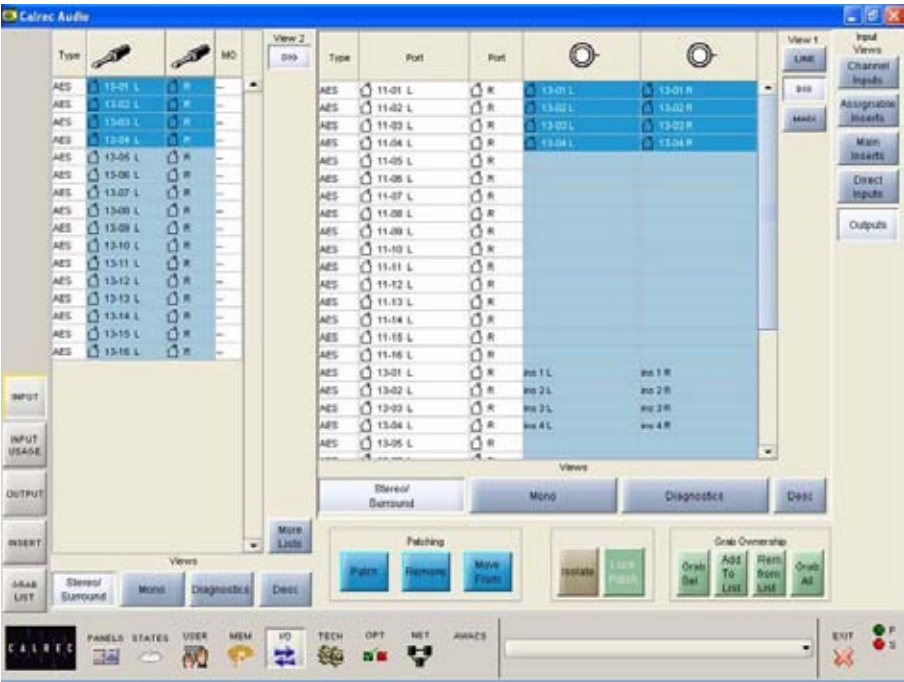 Calrec Audio
Type
MO
View 2
DIG
Type
Port
Port
View 1
LINE
DIG
MADI
Input
Views
Channel
Inputs
Assignable
Inserts
Main
Inserts
Direct
Inputs
Outputs
AES 13-01 L R --
AES 13-02 L R --
AES 13-03 L R --
AES 13-04 L R --
AES 13-05 L R --
AES 13-06 L R --
AES 13-07 L R --
AES 13-08 L R --
AES 13-09 L R --
AES 13-10 L R --
AES 13-11 L R --
AES 13-12 L R --
AES 13-13 L R --
AES 13-14 L R --
AES 13-15 L R --
AES 13-16 L R --
AES 11-01 L R 13-01 L 13-01 R
AES 11-02 L R 13-02 L 13-02 R
AES 11-03 L R 13-03 L 13-03 R
AES 11-04 L R 13-04 L 13-04 R
AES 11-05 L R
AES 11-06 L R
AES 11-07 L R
AES 11-08 L R
AES 11-09 L R
AES 11-10 L R
AES 11-11 L R
AES 11-12 L R
AES 11-13 L R
AES 11-14 L R
AES 11-15 L R
AES 11-16 L R
AES 13-01 L R ins 1 L ins 1 R
AES 13-02 L R ins 2 L ins 2 R
AES 13-03 L R ins 3 L ins 3 R
AES 13-04 L R ins 4 L ins 4 R
AES 13-05 L R
INPUT
INPUT
USAGE
OUTPUT
INSERT
GRAB
LIST
More
Lists
Views
Stereo/
Surround
Mono
Diagnostics
Desc
Views
Stereo/
Surround
Mono
Diagnostics
Desc
Patching
Patch
Remove
Move
From
Isolate
Lock
Patch
Grab Ownership
Grab
Sel
Add
To
List
Rem
from
List
Grab
All
CALREC
PANELS STATES USER MEM I/O TECH OPT NET AWACS
EXIT
P
S